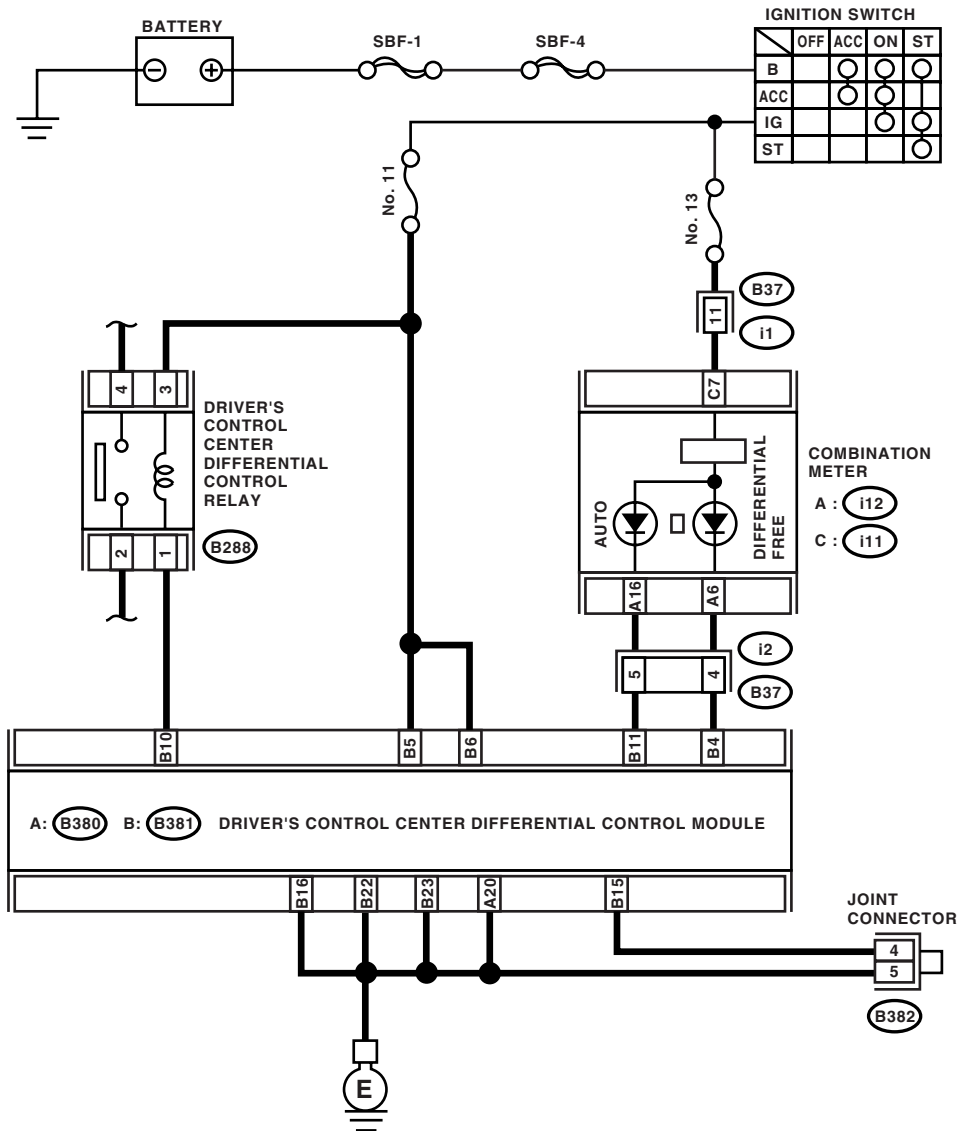 IGNITION SWITCH
BATTERY
SBF-1
SBF-4
OFF ACC ON ST
B
ACC
IG
ST
No. 11
No. 13
B37
11
i1
4
3
C7
DRIVER'S
CONTROL
CENTER
DIFFERENTIAL
CONTROL
RELAY
AUTO
DIFFERENTIAL
FREE
COMBINATION
METER
A : i12
C : i11
2
1
B288
A16
A6
i2
5
4
B37
B10
B5
B6
B11
B4
A: B380 B: B381 DRIVER'S CONTROL CENTER DIFFERENTIAL CONTROL MODULE
B16
B22
B23
A20
B15
JOINT
CONNECTOR
4
5
B382
E